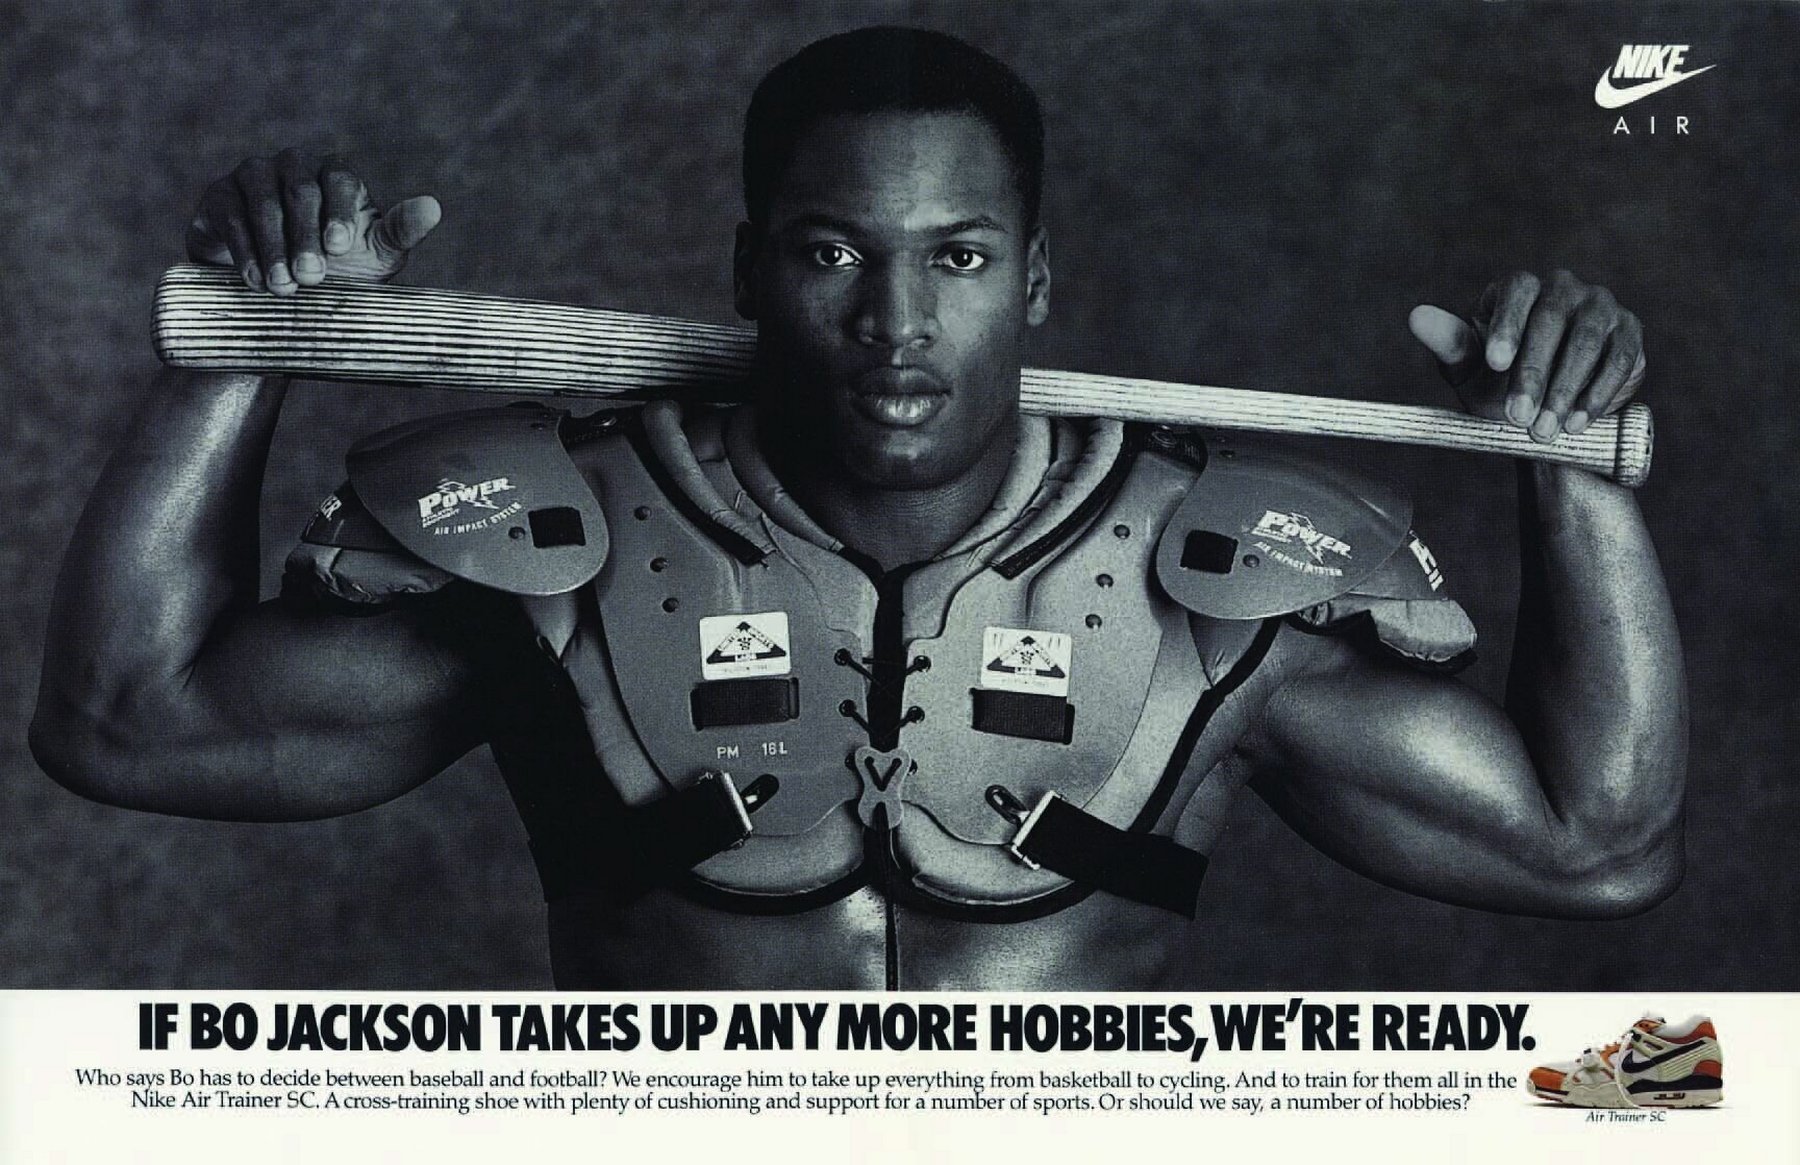 NIKE
AIR
POWER
AIR IMPACT SYSTEM
POWER
AIR IMPACT SYSTEM
PM 16L
IF BO JACKSON TAKES UP ANY MORE HOBBIES, WE'RE READY.
Who says Bo has to decide between baseball and football? We encourage him to take up everything from basketball to cycling. And to train for them all in the
Nike Air Trainer SC. A cross-training shoe with plenty of cushioning and support for a number of sports. Or should we say, a number of hobbies?
Air Trainer SC